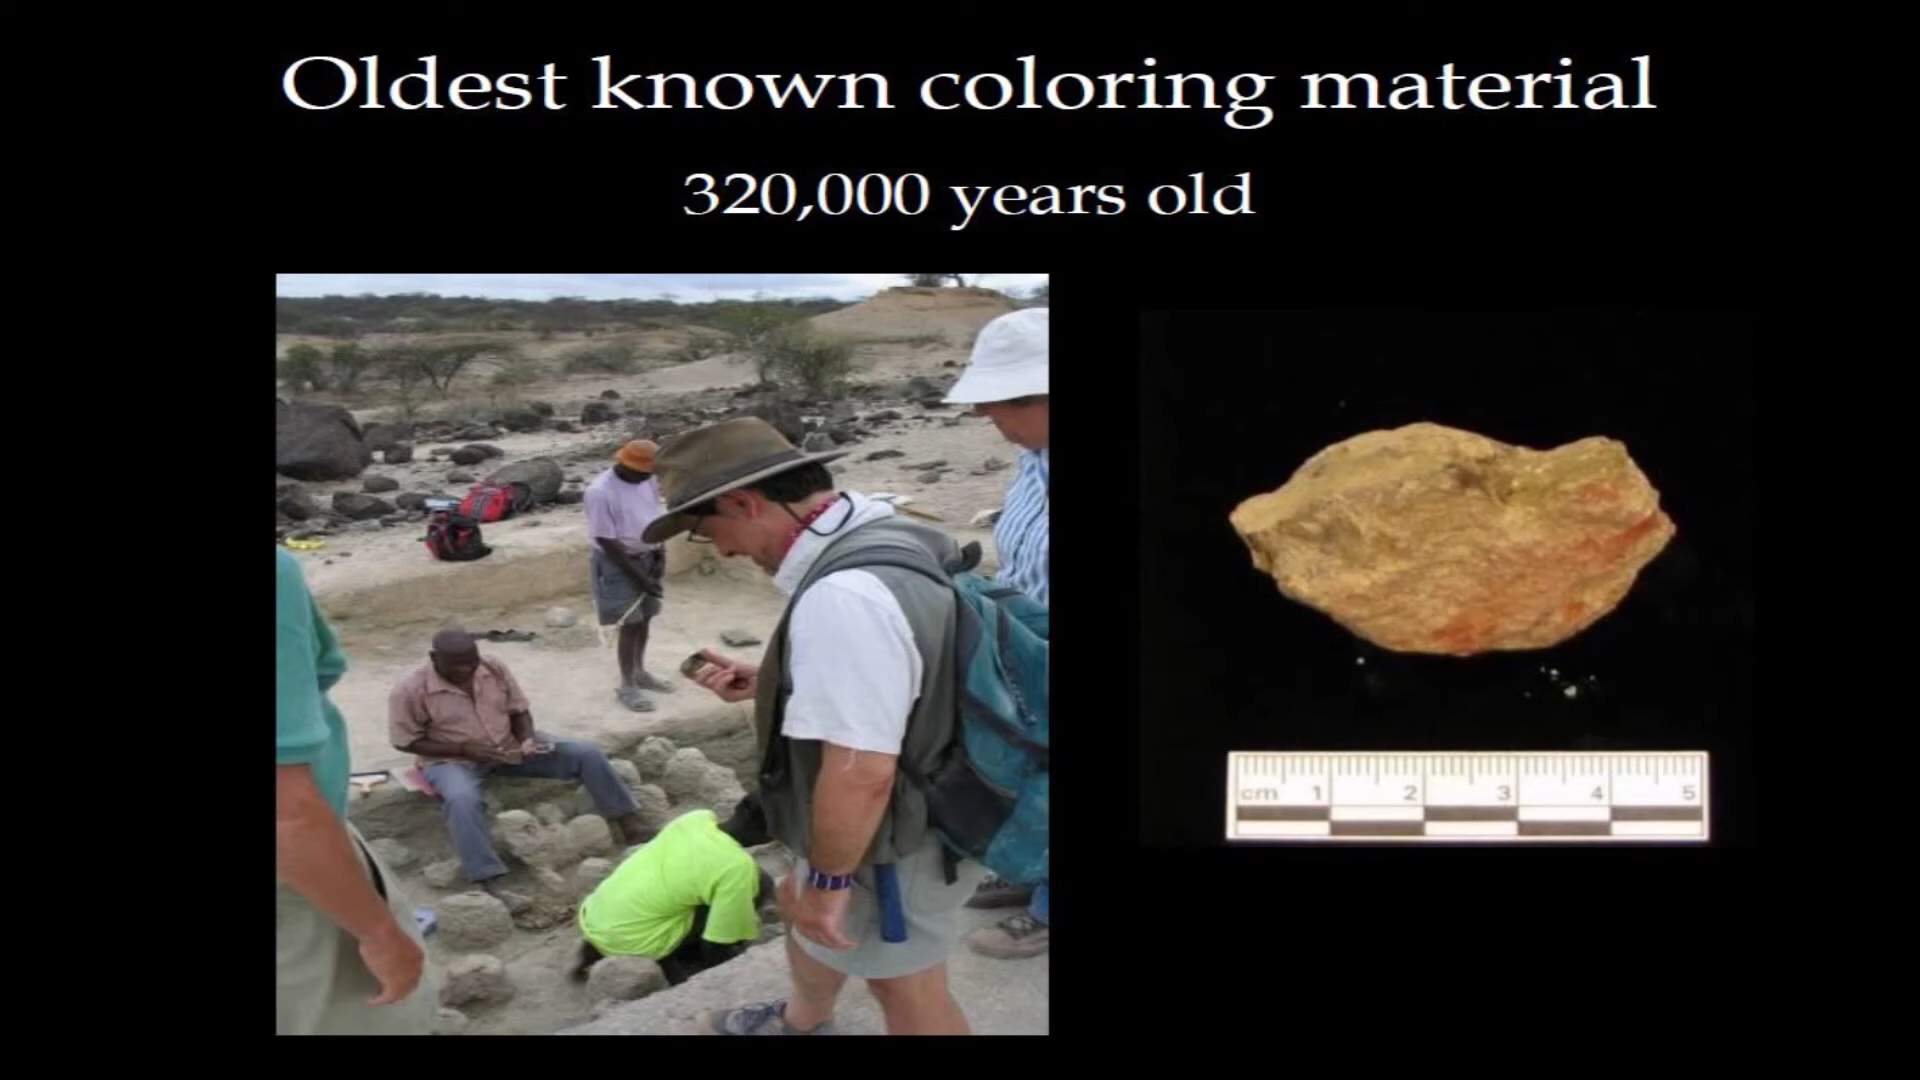 Oldest known coloring material
320,000 years old
cm 1 2 3 4 5